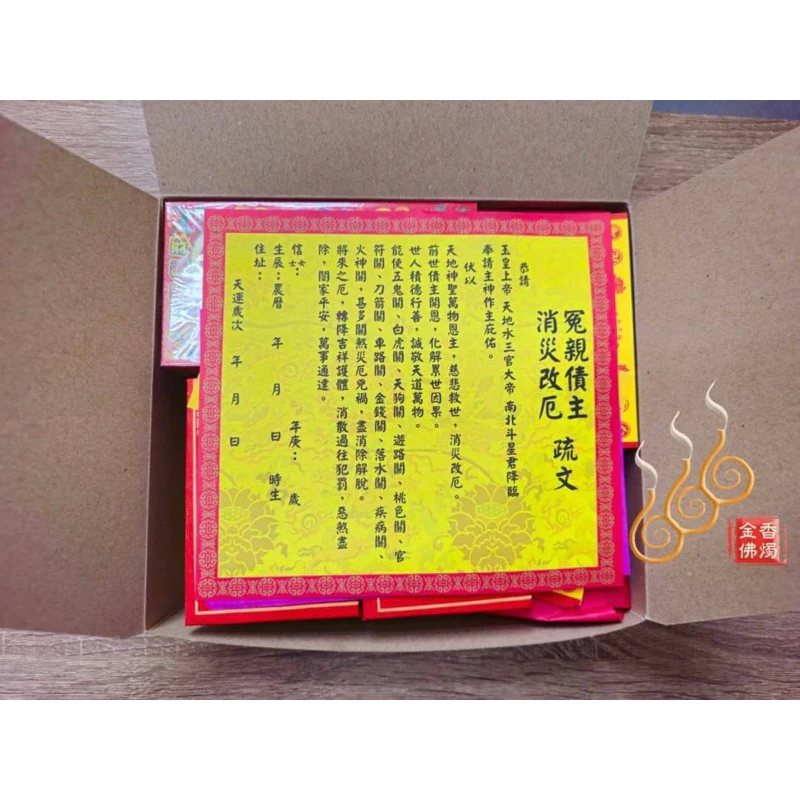 冤親債主
消災改厄 疏文
恭請
玉皇上帝 天地水三官大帝 南北斗星君降臨
奉請主神作主庇佑。
伏以
天地神聖萬物恩主，慈悲救世，消災改厄。
前世債主開恩，化解累世因果。
世人積德行善，誠敬天道萬物。
能使五鬼關、白虎關、天狗關、遊路關、桃色關、官
符關、刀箭關、車路關、金錢關、落水關、疾病關、
火神關，甚多關煞災厄兇禍，盡消除解脫。
將來之厄，轉降吉祥護體，消散過往犯罰，惡煞盡
除，閤家平安，萬事通達。
信士女： 年庚： 歲
生辰：農曆 年 月 日 時生
住址：
天運歲次 年 月 日
香燭
金佛